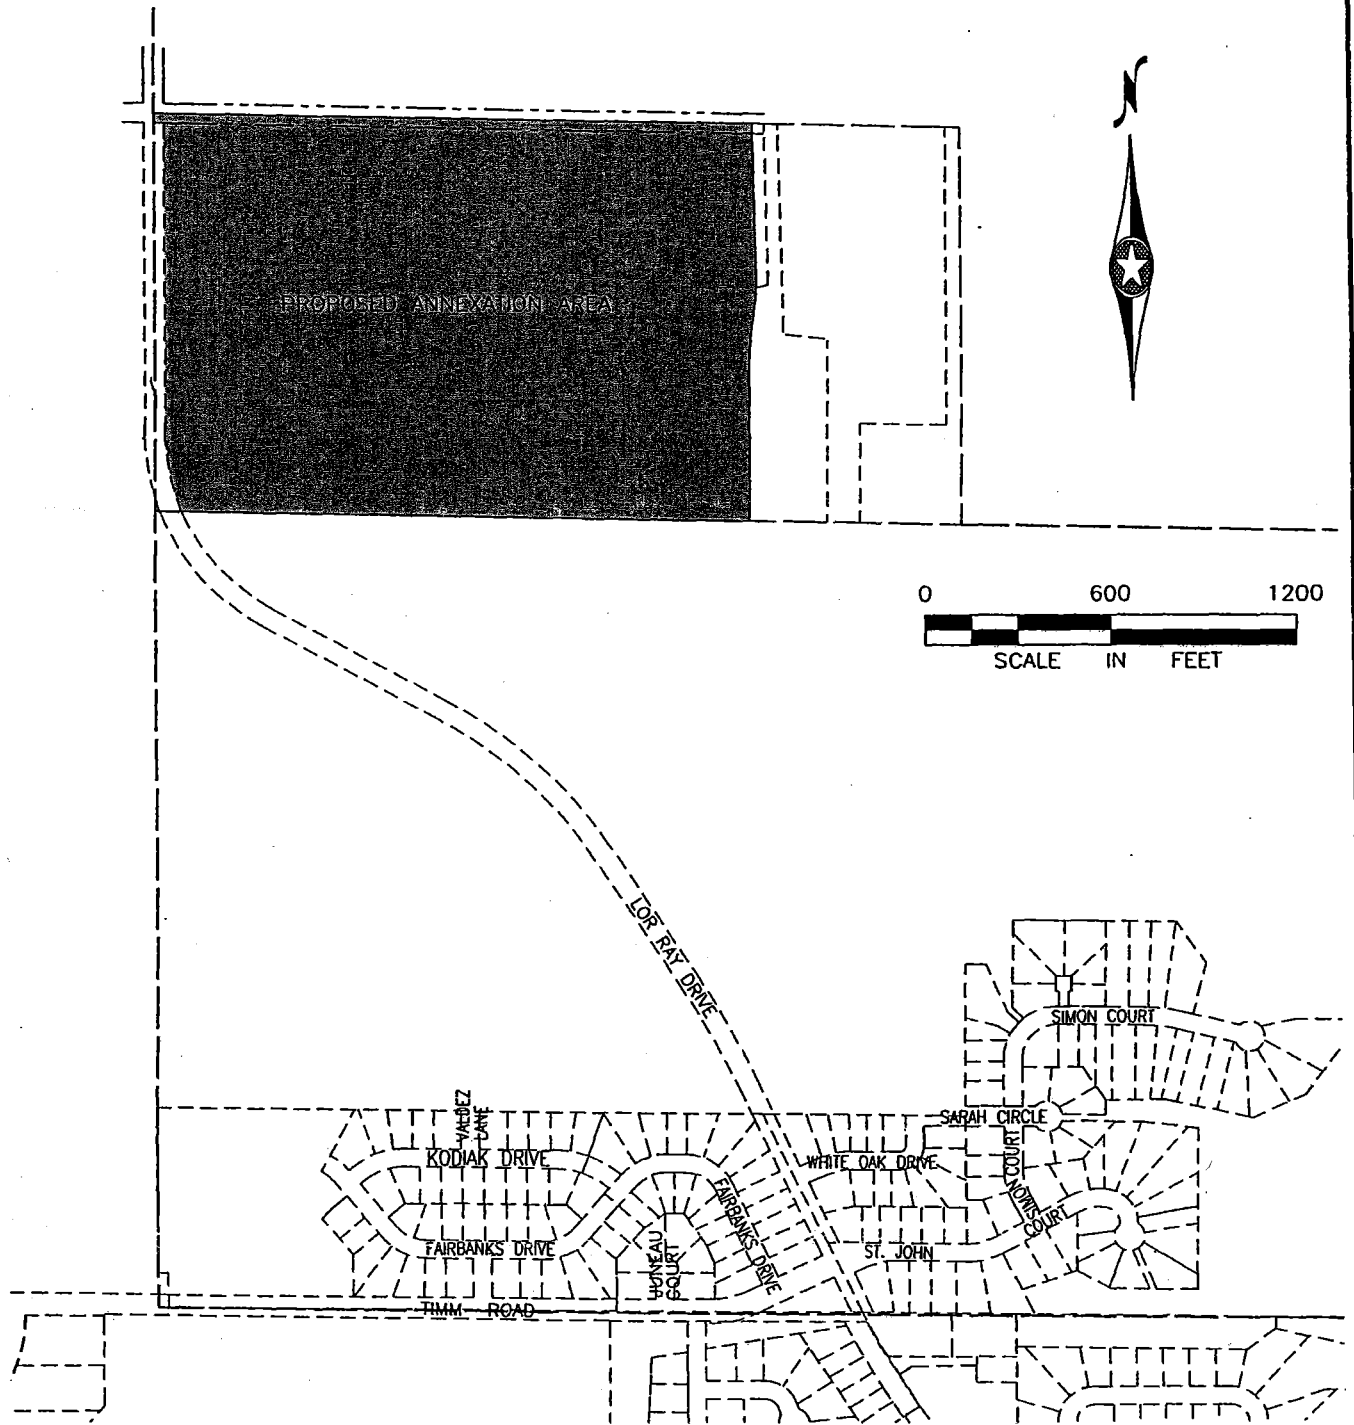 N
PROPOSED ANNEXATION AREA
0 600 1200
SCALE IN FEET
LOR RAY DRIVE
SIMON COURT
SARAH CIRCLE
VALDEZ
LANE
KODIAK DRIVE
WHITE OAK DRIVE
SIMON COURT
COURT
FAIRBANKS DRIVE
FAIRBANKS DRIVE
JUNEAU
COURT
ST. JOHN
TIMM ROAD